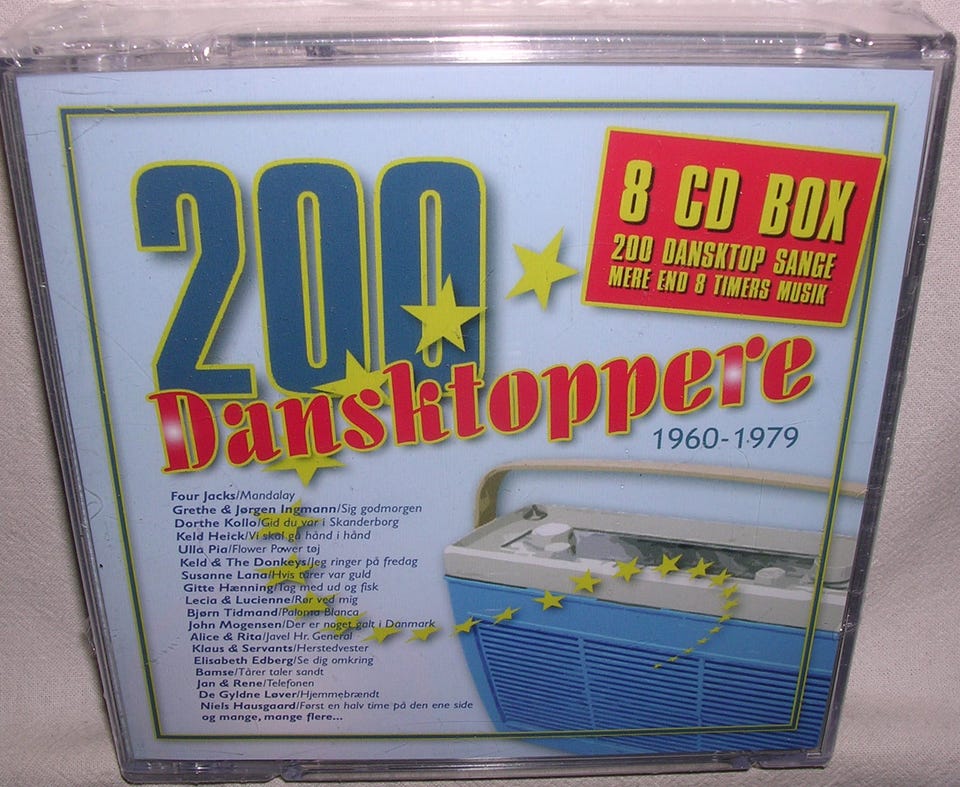 200
Dansktoppere
1960-1979
8 CD BOX
200 DANSKTOP SANGE
MERE END 8 TIMERS MUSIK
Four Jacks/Mandalay
Grethe & Jørgen Ingmann/Sig godmorgen
Dorthe Kollo/Gid du var i Skanderborg
Keld Heick/Vi skal gå hånd i hånd
Ulla Pia/Flower Power tøj
Keld & The Donkeys/Jeg ringer på fredag
Susanne Lana/Hvis tårer var guld
Gitte Hænning/Tag med ud og fisk
Lecia & Lucienne/Rør ved mig
Bjørn Tidmand/Paloma Blanca
John Mogensen/Der er noget galt i Danmark
Alice & Rita/Javel Hr. General
Klaus & Servants/Herstedvester
Elisabeth Edberg/Se dig omkring
Bamse/Tårer taler sandt
Jan & Rene/Telefonen
De Gyldne Løver/Hjemmebrændt
Niels Hausgaard/Først en halv time på den ene side
og mange, mange flere...